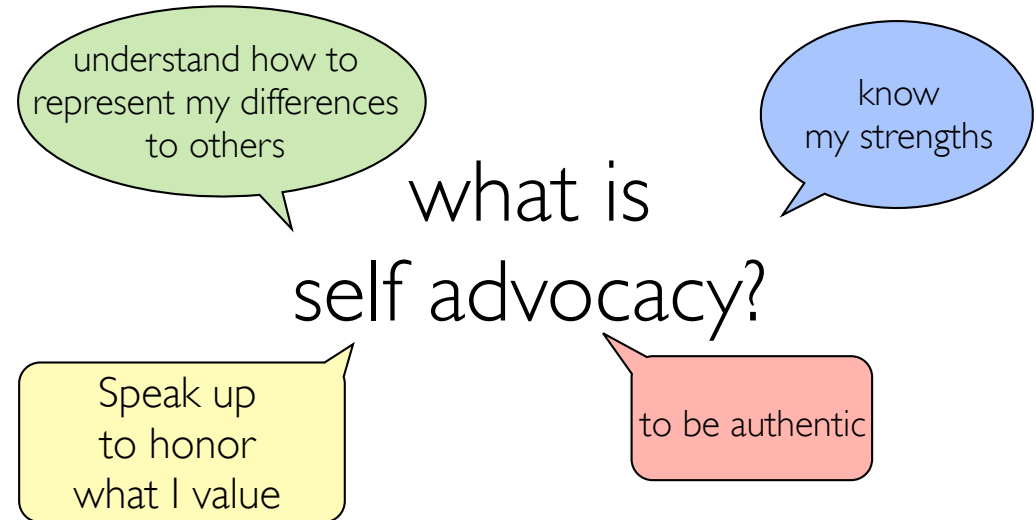 understand how to
represent my differences
to others
know
my strengths
what is
self advocacy?
Speak up
to honor
what I value
to be authentic